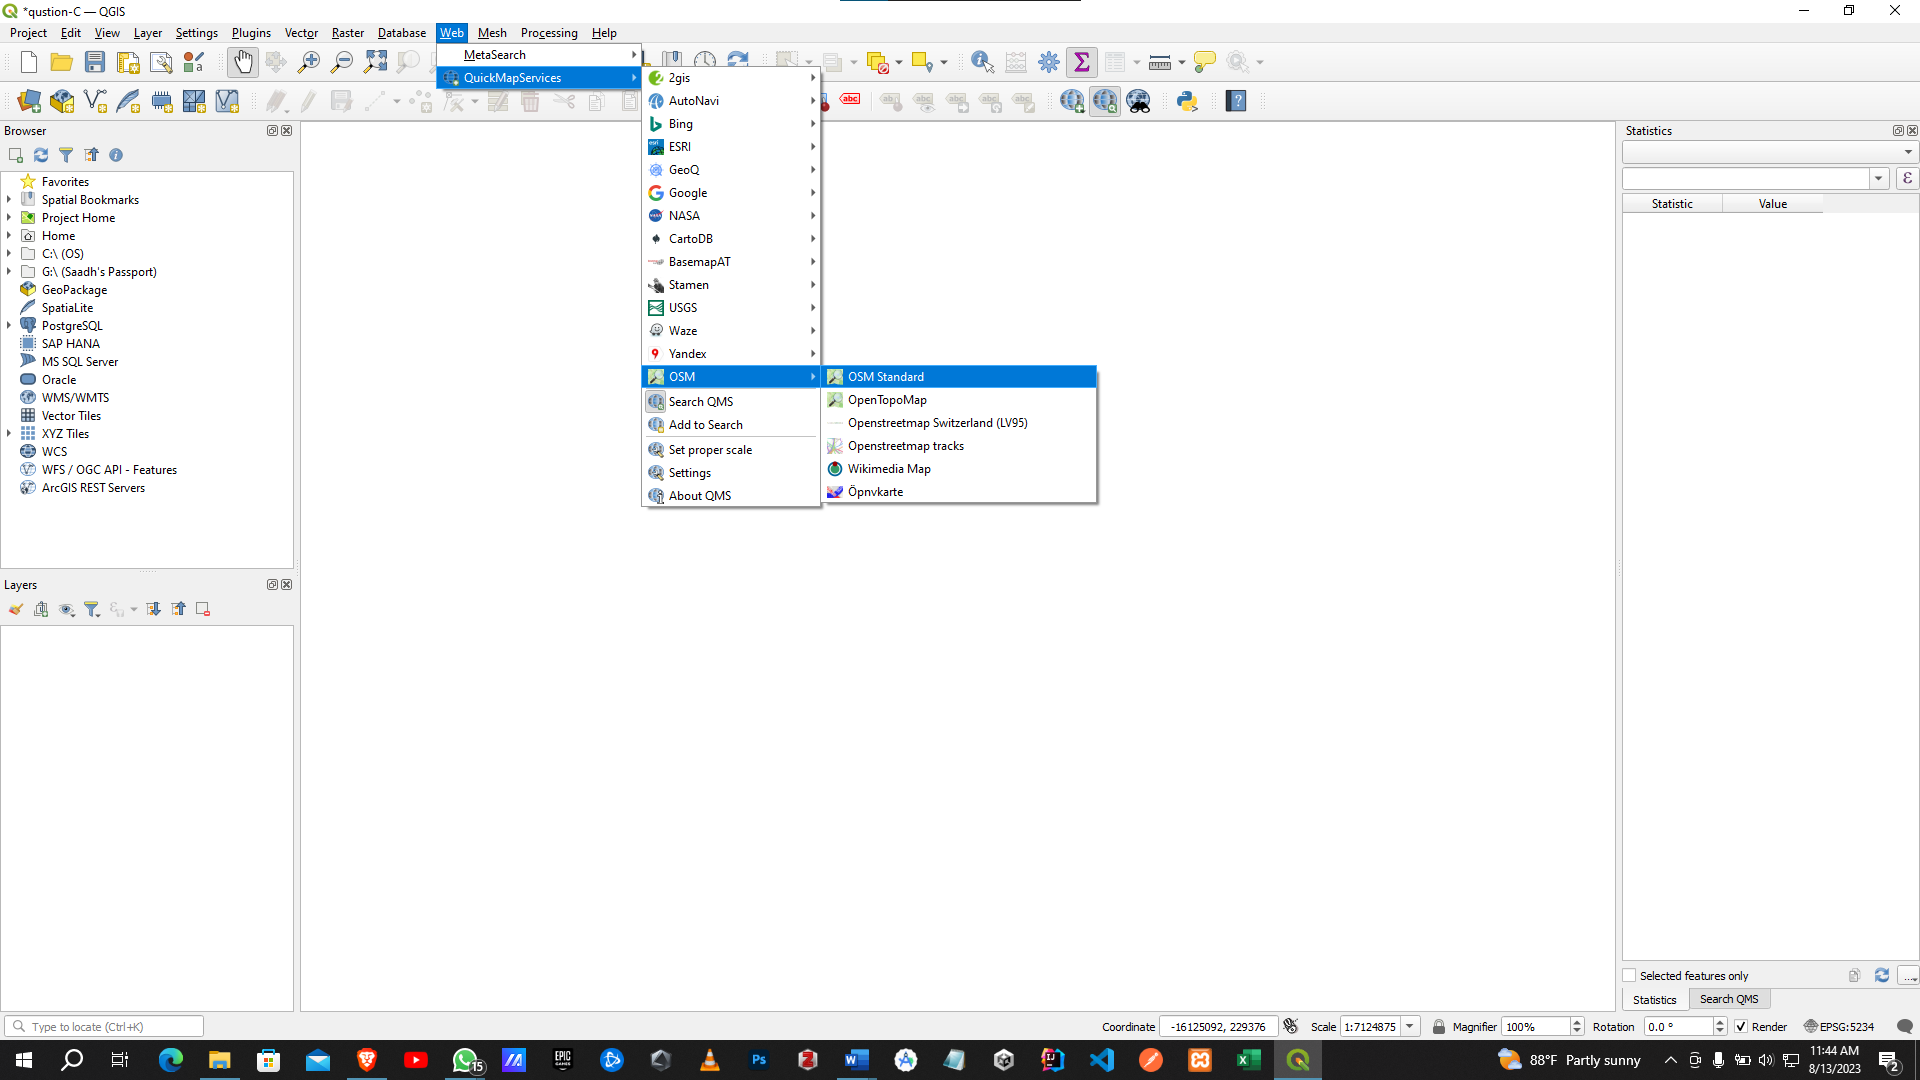 *qustion-C — QGIS
Project Edit View Layer Settings Plugins Vector Raster Database Web Mesh Processing Help
MetaSearch
QuickMapServices
2gis
AutoNavi
Bing
ESRI
GeoQ
Google
NASA
CartoDB
BasemapAT
Stamen
USGS
Waze
Yandex
OSM
Search QMS
Add to Search
Set proper scale
Settings
About QMS
OSM Standard
OpenTopoMap
Openstreetmap Switzerland (LV95)
Openstreetmap tracks
Wikimedia Map
Öpnvkarte
abc
Browser
Favorites
Spatial Bookmarks
Project Home
Home
C:\ (OS)
G:\ (Saadh's Passport)
GeoPackage
SpatiaLite
PostgreSQL
SAP HANA
MS SQL Server
Oracle
WMS/WMTS
Vector Tiles
XYZ Tiles
WCS
WFS / OGC API - Features
ArcGIS REST Servers
Layers
Statistics
ε
Statistic Value
Selected features only
...
Statistics Search QMS
Type to locate (Ctrl+K)
Coordinate -16125092, 229376 Scale 1:7124875 Magnifier 100% Rotation 0.0 ° Render EPSG:5234
15
EPIC GAMES
Ps
88°F Partly sunny
11:44 AM
8/13/2023
2